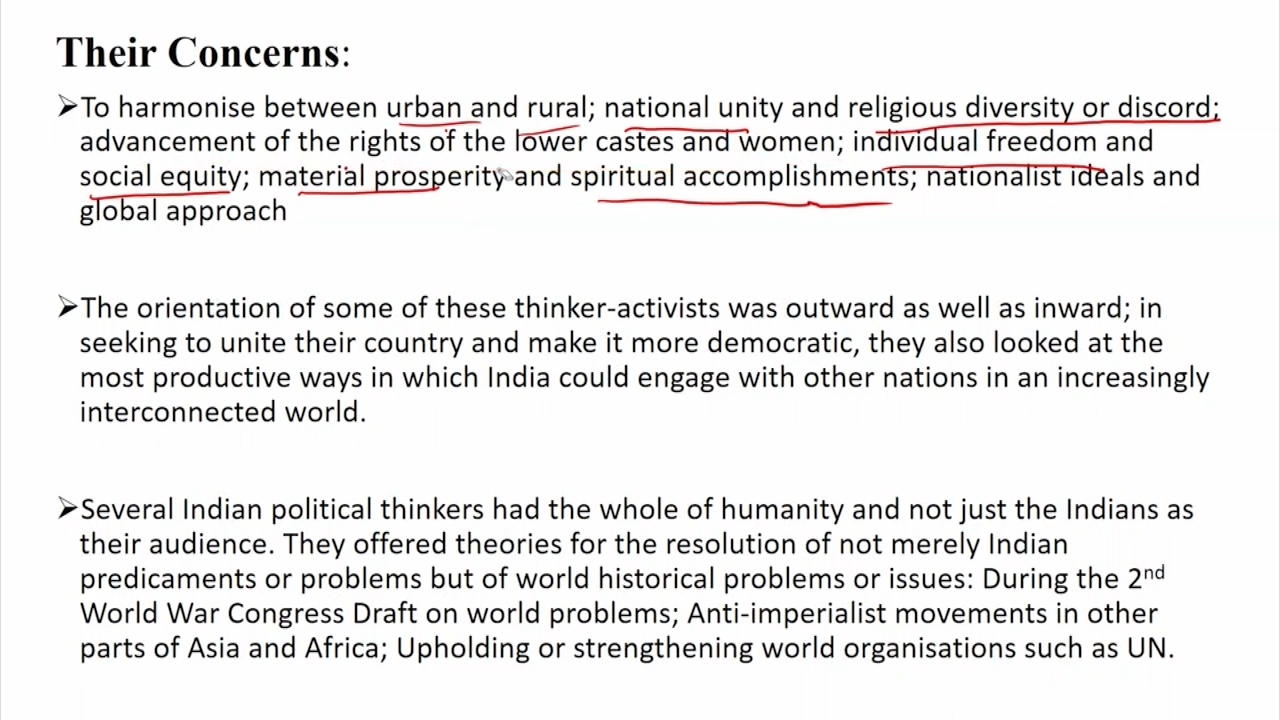 Their Concerns:
➢To harmonise between urban and rural; national unity and religious diversity or discord;
advancement of the rights of the lower castes and women; individual freedom and
social equity; material prosperity and spiritual accomplishments; nationalist ideals and
global approach
➢The orientation of some of these thinker-activists was outward as well as inward; in
seeking to unite their country and make it more democratic, they also looked at the
most productive ways in which India could engage with other nations in an increasingly
interconnected world.
➢Several Indian political thinkers had the whole of humanity and not just the Indians as
their audience. They offered theories for the resolution of not merely Indian
predicaments or problems but of world historical problems or issues: During the 2nd
World War Congress Draft on world problems; Anti-imperialist movements in other
parts of Asia and Africa; Upholding or strengthening world organisations such as UN.